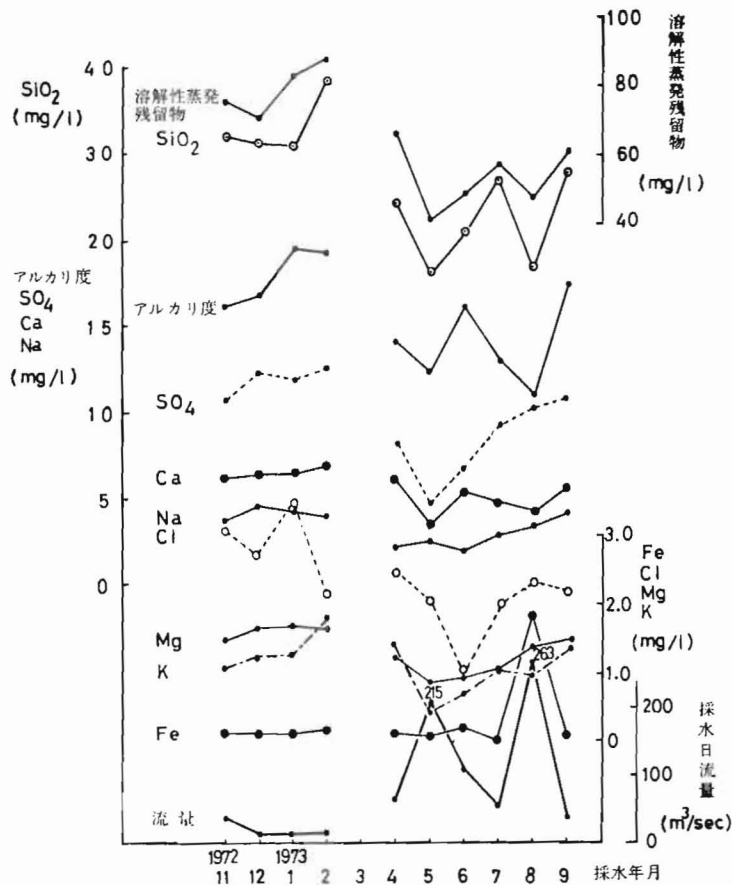 SiO2
(mg/l)
40
30
20
15
10
5
0
アルカリ度
SO4
Ca
Na
(mg/l)
溶解性蒸発
残留物
SiO2
アルカリ度
SO4
Ca
Na
Cl
Mg
K
Fe
流量
100
80
60
40
溶解性蒸発残留物
(mg/l)
3.0
2.0
1.0
0
Fe
Cl
Mg
K
(mg/l)
215
263
200
100
0
採水日流量
(m3/sec)
1972
1973
11 12 1 2 3 4 5 6 7 8 9 採水年月